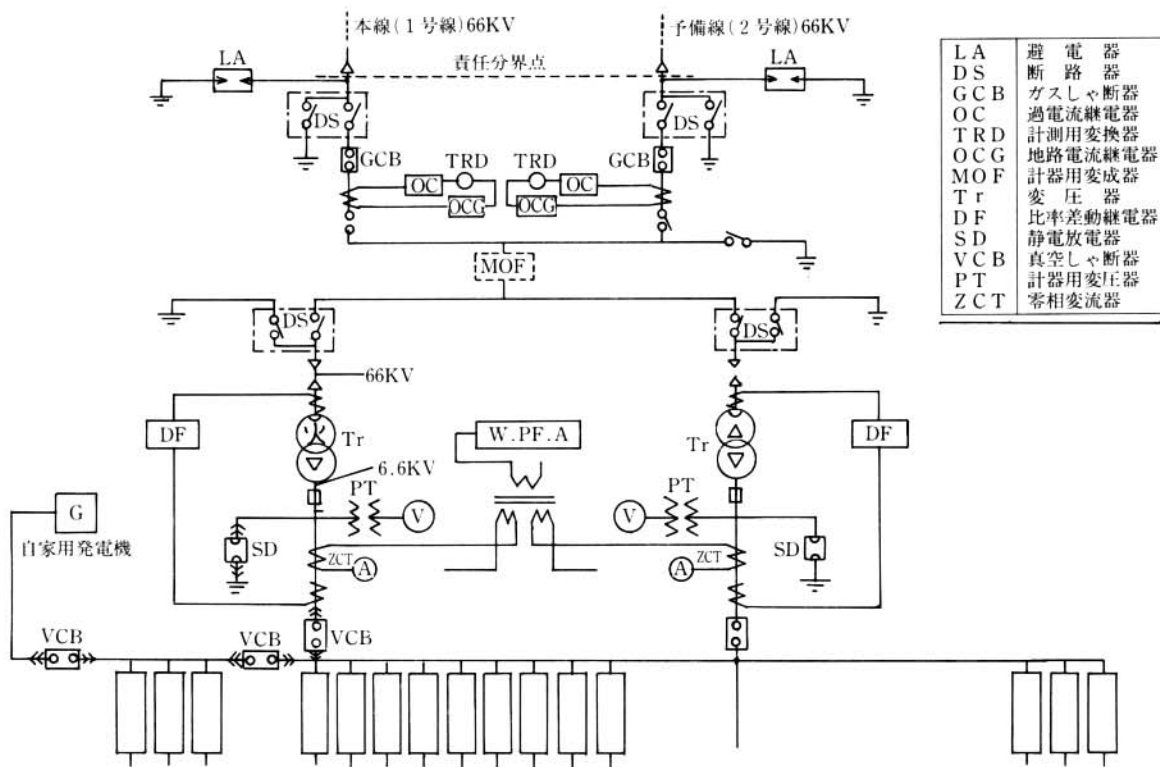 本線(1号線)66KV
予備線(2号線)66KV
責任分界点
LA
LA
DS
DS
GCB
TRD
TRD
GCB
OC
OC
OCG
OCG
MOF
DS
DS
66KV
DF
Tr
W.PF.A
Tr
DF
6.6KV
PT
PT
G
自家用発電機
V
V
SD
SD
ZCT
A
A
ZCT
VCB
VCB
VCB
LA 避電器
DS 断路器
GCB ガスしゃ断器
OC 過電流継電器
TRD 計測用変換器
OCG 地路電流継電器
MOF 計器用変成器
Tr 変圧器
DF 比率差動継電器
SD 静電放電器
VCB 真空しゃ断器
PT 計器用変圧器
ZCT 零相変流器